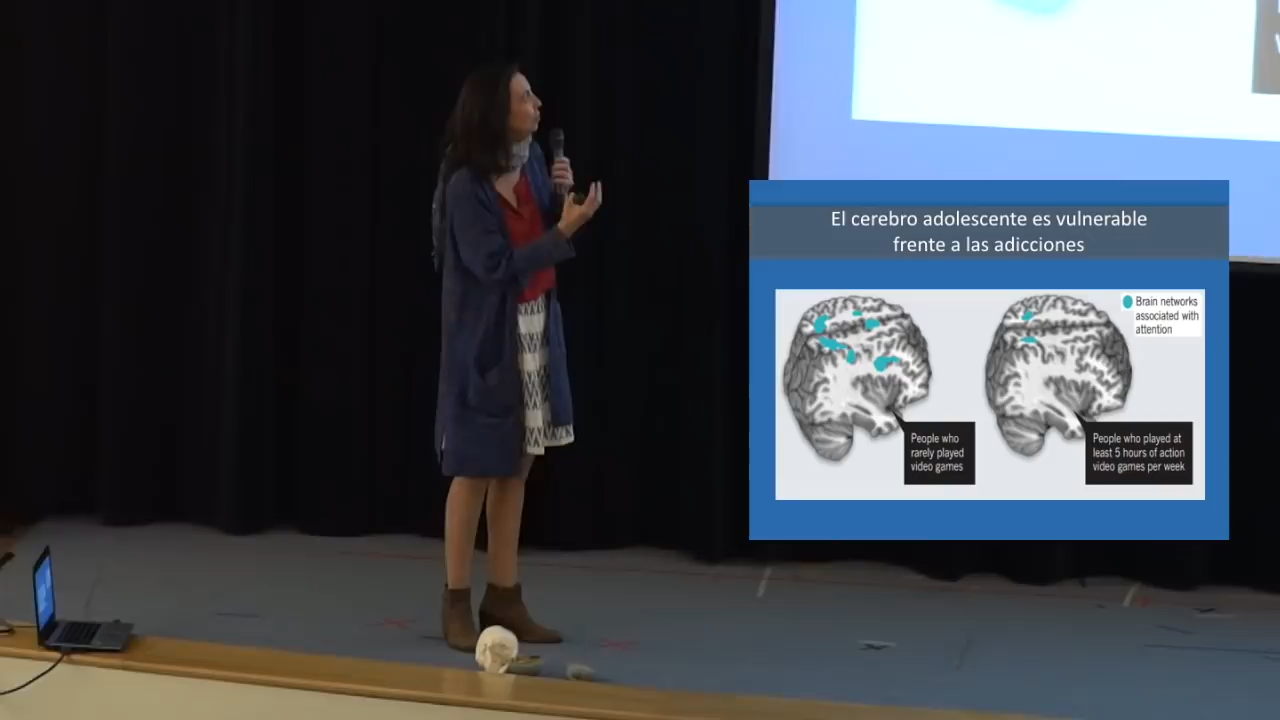 El cerebro adolescente es vulnerable
frente a las adicciones
Brain networks
associated with
attention
People who
rarely played
video games
People who played at
least 5 hours of action
video games per week